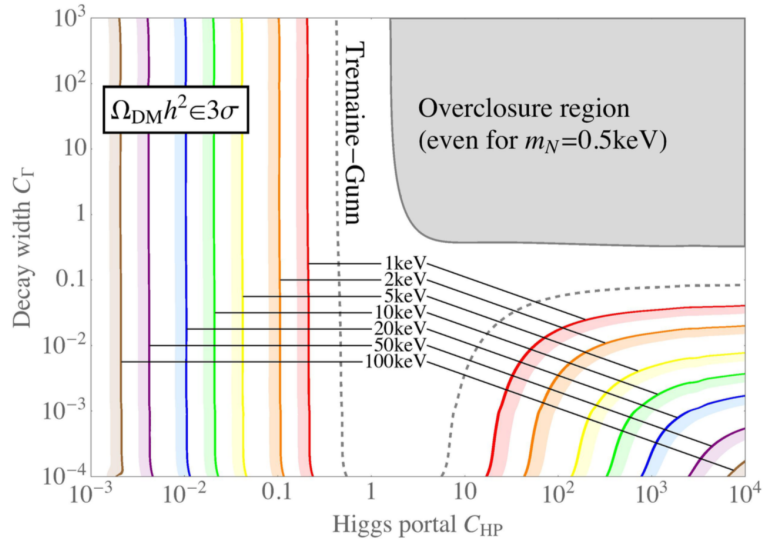 10³
10²
10
1
0.1
10⁻²
10⁻³
10⁻⁴
Decay width C_Γ
Ω_DM h²∈3σ
Tremaine-Gunn
Overclosure region
(even for m_N=0.5keV)
1keV
2keV
5keV
10keV
20keV
50keV
100keV
10⁻³ 10⁻² 0.1 1 10 10² 10³ 10⁴
Higgs portal C_HP